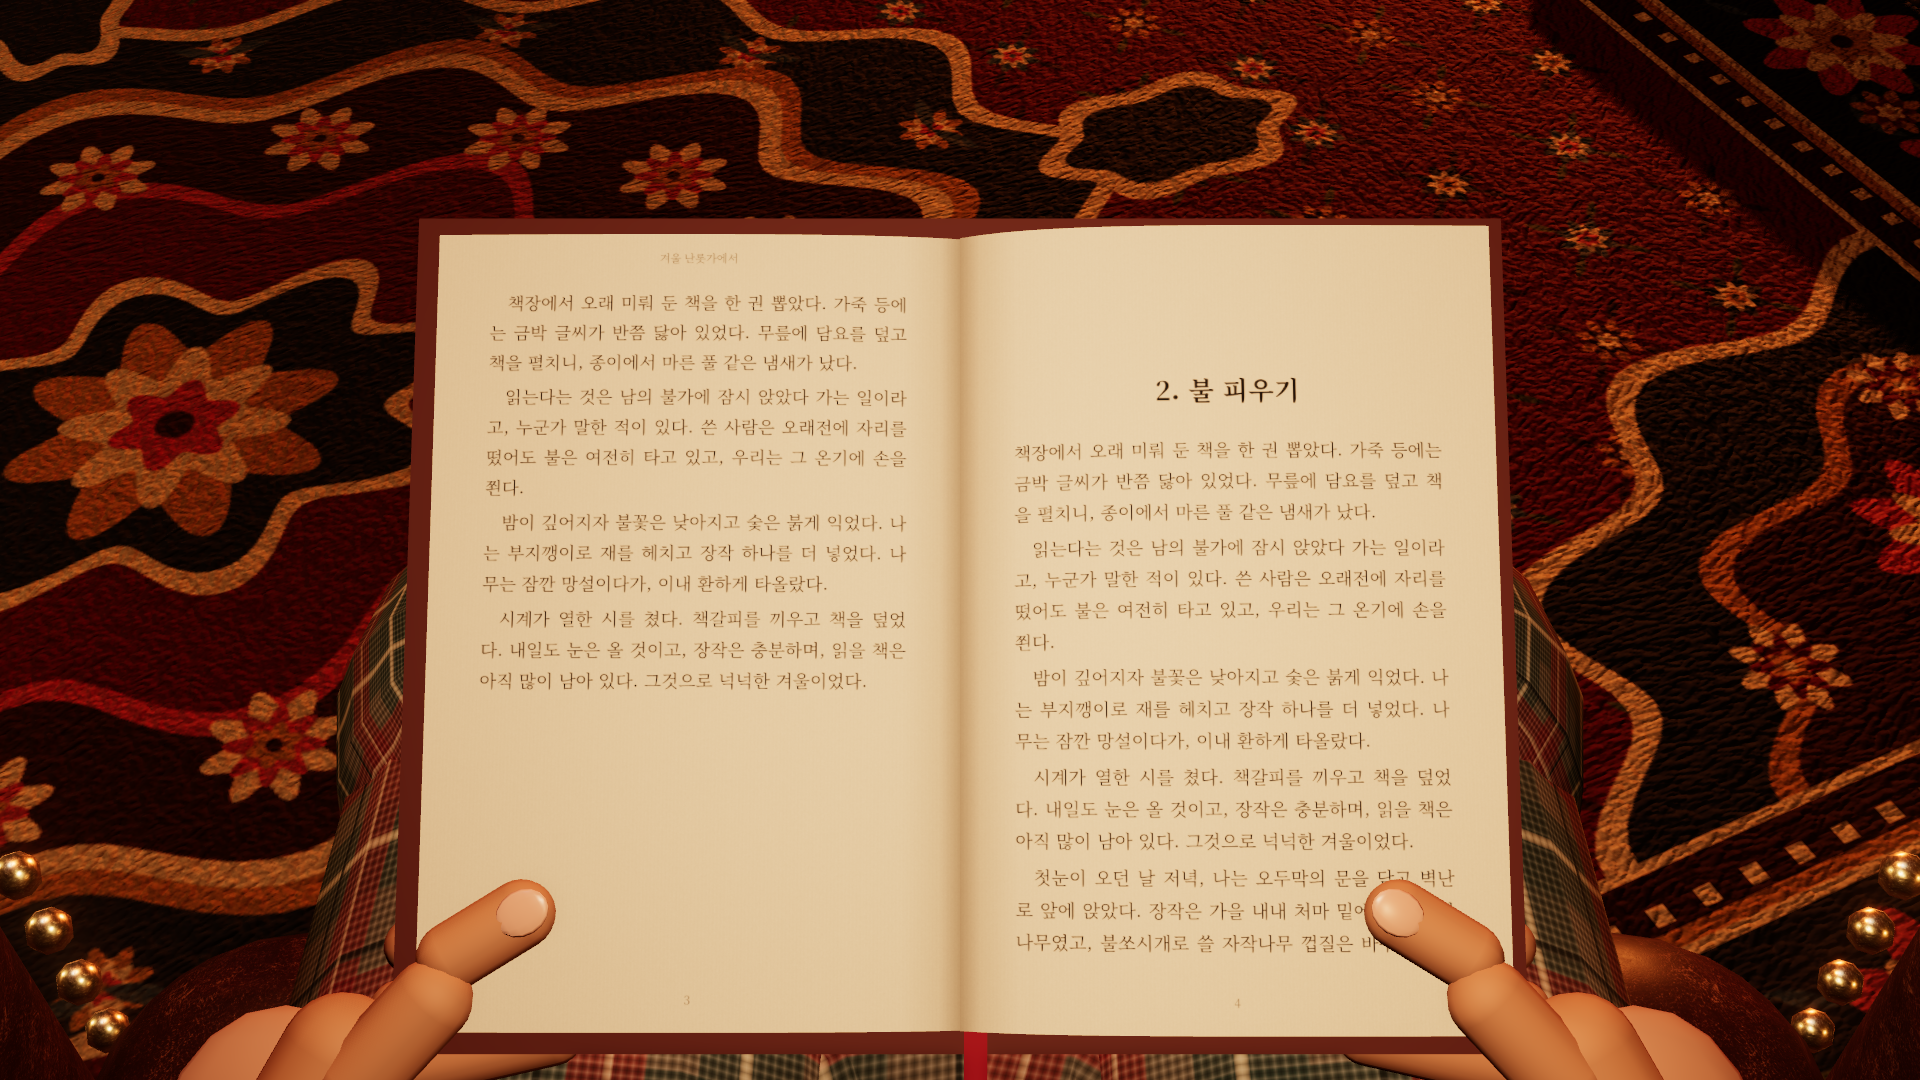 겨울 난롯가에서
책장에서 오래 미뤄 둔 책을 한 권 뽑았다. 가죽 등에
는 금박 글씨가 반쯤 닳아 있었다. 무릎에 담요를 덮고
책을 펼치니, 종이에서 마른 풀 같은 냄새가 났다.
읽는다는 것은 남의 불가에 잠시 앉았다 가는 일이라
고, 누군가 말한 적이 있다. 쓴 사람은 오래전에 자리를
떴어도 불은 여전히 타고 있고, 우리는 그 온기에 손을
쬔다.
밤이 깊어지자 불꽃은 낮아지고 숯은 붉게 익었다. 나
는 부지깽이로 재를 헤치고 장작 하나를 더 넣었다. 나
무는 잠깐 망설이다가, 이내 환하게 타올랐다.
시계가 열한 시를 쳤다. 책갈피를 끼우고 책을 덮었
다. 내일도 눈은 올 것이고, 장작은 충분하며, 읽을 책은
아직 많이 남아 있다. 그것으로 넉넉한 겨울이었다.
3
2. 불 피우기
책장에서 오래 미뤄 둔 책을 한 권 뽑았다. 가죽 등에는
금박 글씨가 반쯤 닳아 있었다. 무릎에 담요를 덮고 책
을 펼치니, 종이에서 마른 풀 같은 냄새가 났다.
읽는다는 것은 남의 불가에 잠시 앉았다 가는 일이라
고, 누군가 말한 적이 있다. 쓴 사람은 오래전에 자리를
떴어도 불은 여전히 타고 있고, 우리는 그 온기에 손을
쬔다.
밤이 깊어지자 불꽃은 낮아지고 숯은 붉게 익었다. 나
는 부지깽이로 재를 헤치고 장작 하나를 더 넣었다. 나
무는 잠깐 망설이다가, 이내 환하게 타올랐다.
시계가 열한 시를 쳤다. 책갈피를 끼우고 책을 덮었
다. 내일도 눈은 올 것이고, 장작은 충분하며, 읽을 책은
아직 많이 남아 있다. 그것으로 넉넉한 겨울이었다.
첫눈이 오던 날 저녁, 나는 오두막의 문을 닫고 벽난
로 앞에 앉았다. 장작은 가을 내내 처마
나무였고, 불쏘시개로 쓸 자작나무 껍질은
4